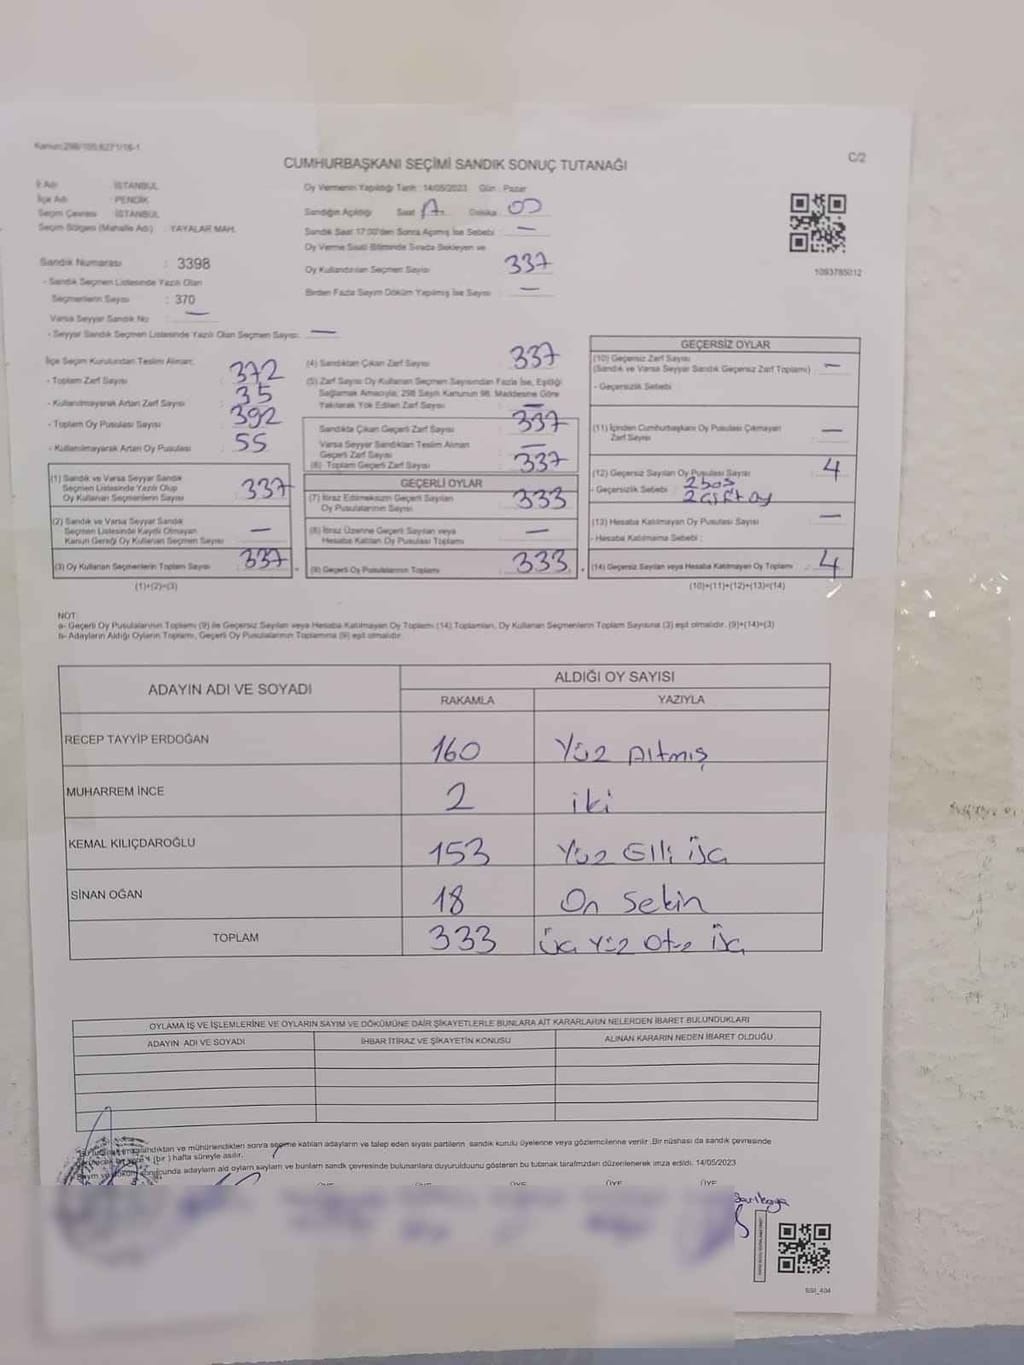 Kanun:298/105,6271/16-1
C/2
CUMHURBAŞKANI SEÇİMİ SANDIK SONUÇ TUTANAĞI
İl Adı : İSTANBUL
İlçe Adı : PENDİK
Seçim Çevresi : İSTANBUL
Seçim Bölgesi (Mahalle Adı) : YAYALAR MAH.
Sandık Numarası : 3398
- Sandık Seçmen Listesinde Yazılı Olan
Seçmenlerin Sayısı : 370
Varsa Seyyar Sandık No : —
- Seyyar Sandık Seçmen Listesinde Yazılı Olan Seçmen Sayısı: —
Oy Vermenin Yapıldığı Tarih : 14/05/2023 Gün : Pazar
Sandığın Açıldığı Saat Dakika 00
Sandık Saat 17:00'den Sonra Açılmış İse Sebebi : —
Oy Verme Saati Bitiminde Sırada Bekleyen ve
Oy Kullandırılan Seçmen Sayısı 337
Birden Fazla Sayım Döküm Yapılmış İse Sayısı : —
1093785012
İlçe Seçim Kurulundan Teslim Alınan;
- Toplam Zarf Sayısı 372
- Kullanılmayarak Artan Zarf Sayısı 35
- Toplam Oy Pusulası Sayısı 392
- Kullanılmayarak Artan Oy Pusulası 55
(1) Sandık ve Varsa Seyyar Sandık
Seçmen Listesinde Yazılı Olup
Oy Kullanan Seçmenlerin Sayısı 337
(2) Sandık ve Varsa Seyyar Sandık
Seçmen Listesinde Kayıtlı Olmayan
Kanun Gereği Oy Kullanan Seçmen Sayısı —
(3) Oy Kullanan Seçmenlerin Toplam Sayısı 337
(1)+(2)=(3)
(4) Sandıktan Çıkan Zarf Sayısı 337
(5) Zarf Sayısı Oy Kullanan Seçmen Sayısından Fazla İse, Eşitliği
Sağlamak Amacıyla; 298 Sayılı Kanunun 98. Maddesine Göre
Yakılarak Yok Edilen Zarf Sayısı —
Sandıkta Çıkan Geçerli Zarf Sayısı 337
Varsa Seyyar Sandıktan Teslim Alınan
Geçerli Zarf Sayısı —
(6) Toplam Geçerli Zarf Sayısı 337
GEÇERLİ OYLAR
(7) İtiraz Edilmeksizin Geçerli Sayılan
Oy Pusulalarının Sayısı 333
(8) İtiraz Üzerine Geçerli Sayılan veya
Hesaba Katılan Oy Pusulası Toplamı —
(9) Geçerli Oy Pusulalarının Toplamı 333
GEÇERSİZ OYLAR
(10) Geçersiz Zarf Sayısı
(Sandık ve Varsa Seyyar Sandık Geçersiz Zarf Toplamı) —
- Geçersizlik Sebebi
(11) İçinden Cumhurbaşkanı Oy Pusulası Çıkmayan
Zarf Sayısı —
(12) Geçersiz Sayılan Oy Pusulası Sayısı 4
- Geçersizlik Sebebi : 2 boş
2 çift oy
(13) Hesaba Katılmayan Oy Pusulası Sayısı —
- Hesaba Katılmama Sebebi :
(14) Geçersiz Sayılan veya Hesaba Katılmayan Oy Toplamı 4
(10)+(11)+(12)+(13)=(14)
NOT:
a- Geçerli Oy Pusulalarının Toplamı (9) ile Geçersiz Sayılan veya Hesaba Katılmayan Oy Toplamı (14) Toplamları, Oy Kullanan Seçmenlerin Toplam Sayısına (3) eşit olmalıdır. (9)+(14)=(3)
b- Adayların Aldığı Oyların Toplamı, Geçerli Oy Pusulalarının Toplamına (9) eşit olmalıdır.
ADAYIN ADI VE SOYADI
ALDIĞI OY SAYISI
RAKAMLA YAZIYLA
RECEP TAYYİP ERDOĞAN 160 Yüz Altmış
MUHARREM İNCE 2 iki
KEMAL KILIÇDAROĞLU 153 Yüz Elli Üç
SİNAN OĞAN 18 On Sekiz
TOPLAM 333 Üç Yüz Otuz Üç
OYLAMA İŞ VE İŞLEMLERİNE VE OYLARIN SAYIM VE DÖKÜMÜNE DAİR ŞİKAYETLERLE BUNLARA AİT KARARLARIN NELERDEN İBARET BULUNDUKLARI
ADAYIN ADI VE SOYADI İHBAR İTİRAZ VE ŞİKAYETİN KONUSU ALINAN KARARIN NEDEN İBARET OLDUĞU
ve mühürlendikten sonra seçime katılan adayların ve talep eden siyasi partilerin sandık kurulu üyelerine veya gözlemcilerine verilir. Bir nüshası da sandık çevresinde
(bir) hafta süreyle asılır.
sonucunda adayların aldığı oyların sayıları ve bunların sandık çevresinde bulunanlara duyurulduğunu gösteren bu tutanak tarafımızdan düzenlenerek imza edildi. 14/05/2023
ÜYE ÜYE ÜYE ÜYE ÜYE
Sarıkaya